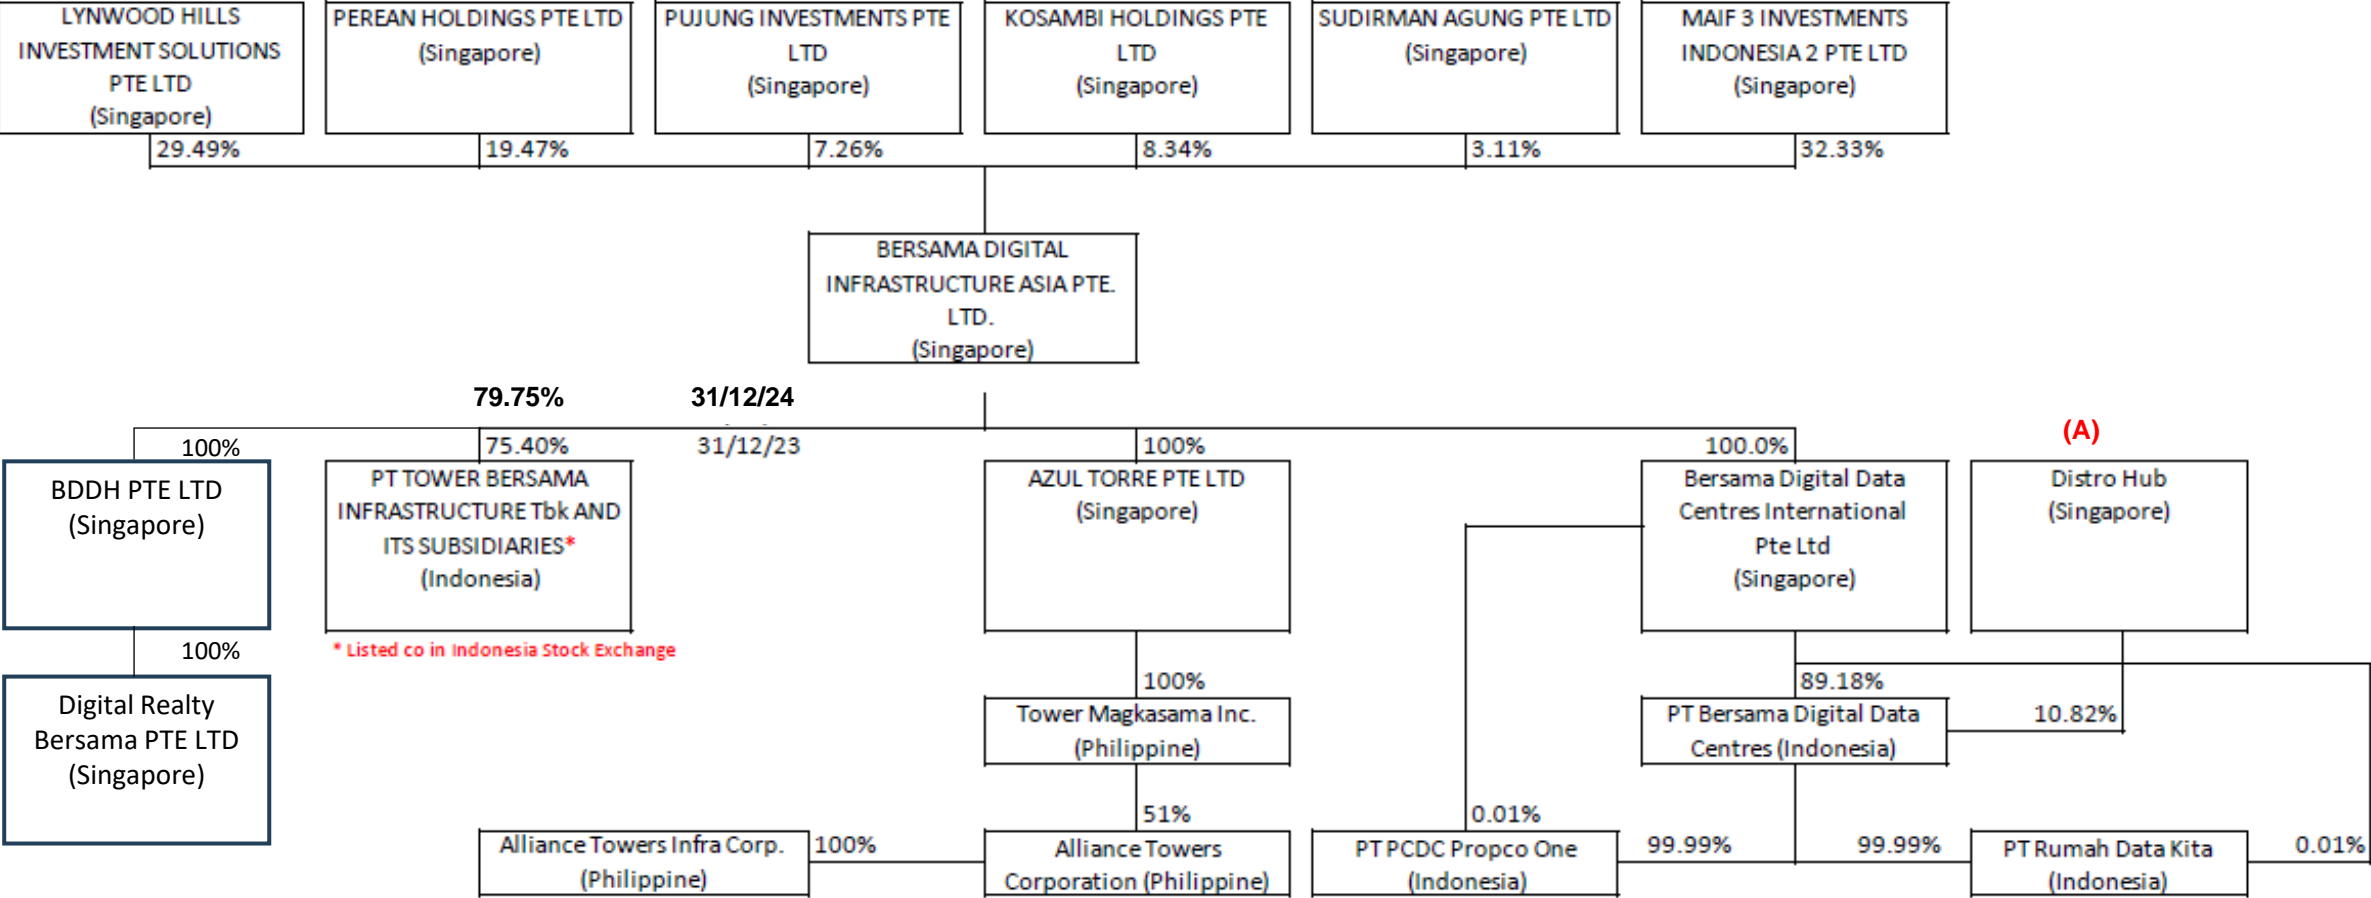 LYNWOOD HILLS
INVESTMENT SOLUTIONS
PTE LTD
(Singapore)
PEREAN HOLDINGS PTE LTD
(Singapore)
PUJUNG INVESTMENTS PTE
LTD
(Singapore)
KOSAMBI HOLDINGS PTE
LTD
(Singapore)
SUDIRMAN AGUNG PTE LTD
(Singapore)
MAIF 3 INVESTMENTS
INDONESIA 2 PTE LTD
(Singapore)
29.49%
19.47%
7.26%
8.34%
3.11%
32.33%
BERSAMA DIGITAL
INFRASTRUCTURE ASIA PTE.
LTD.
(Singapore)
79.75%
31/12/24
100%
75.40%
31/12/23
100%
100.0%
(A)
BDDH PTE LTD
(Singapore)
PT TOWER BERSAMA
INFRASTRUCTURE Tbk AND
ITS SUBSIDIARIES*
(Indonesia)
AZUL TORRE PTE LTD
(Singapore)
Bersama Digital Data
Centres International
Pte Ltd
(Singapore)
Distro Hub
(Singapore)
100%
* Listed co in Indonesia Stock Exchange
100%
89.18%
Digital Realty
Bersama PTE LTD
(Singapore)
Tower Magkasama Inc.
(Philippine)
PT Bersama Digital Data
Centres (Indonesia)
10.82%
51%
0.01%
Alliance Towers Infra Corp.
(Philippine)
100%
Alliance Towers
Corporation (Philippine)
PT PCDC Propco One
(Indonesia)
99.99%
99.99%
PT Rumah Data Kita
(Indonesia)
0.01%